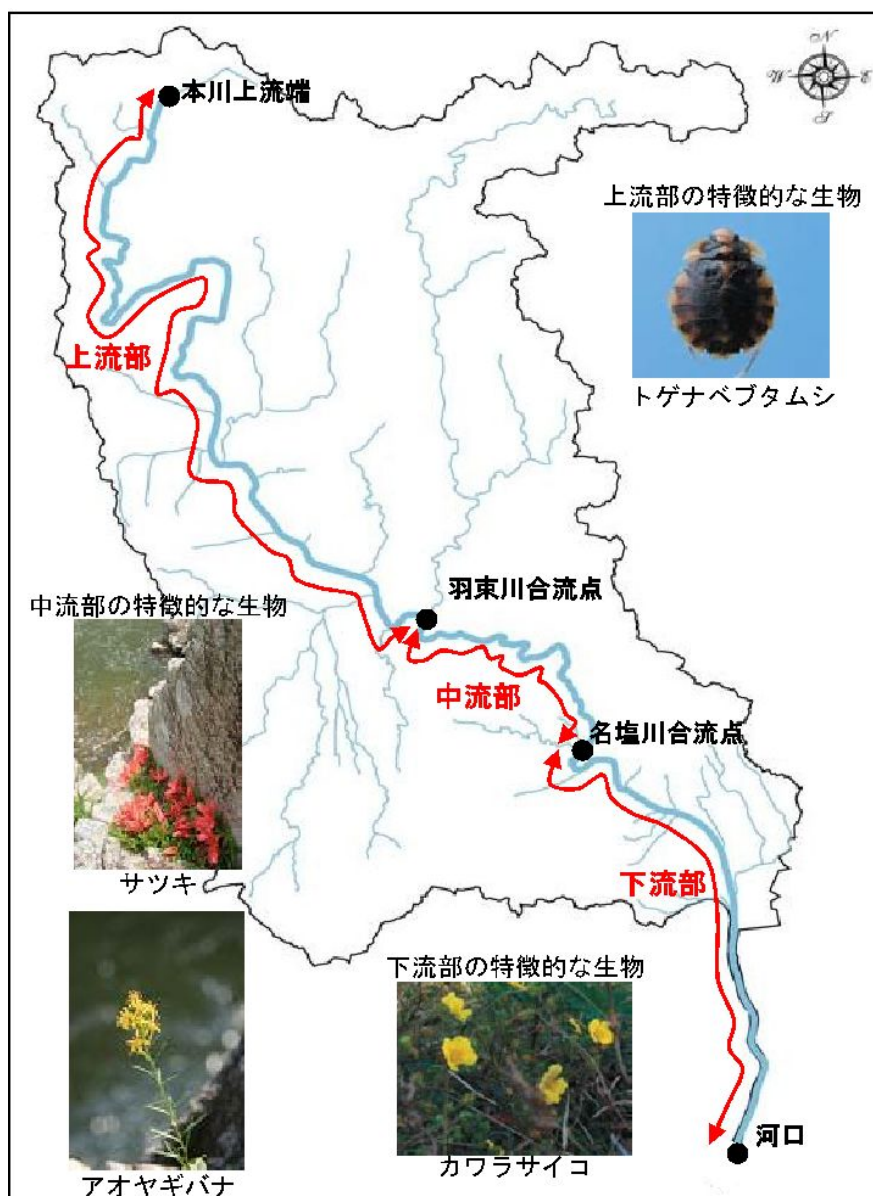 N
W
E
S
本川上流端
上流部の特徴的な生物
トゲナベブタムシ
上流部
羽束川合流点
中流部の特徴的な生物
サツキ
中流部
名塩川合流点
下流部
アオヤギバナ
下流部の特徴的な生物
カワラサイコ
河口